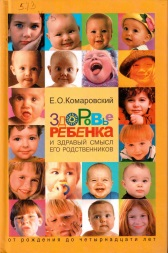 Е.О.Комаровский
ЗДОРОВЬЕ
РЕБЕНКА
И ЗДРАВЫЙ СМЫСЛ
ЕГО РОДСТВЕННИКОВ
от рождения до четырнадцати лет